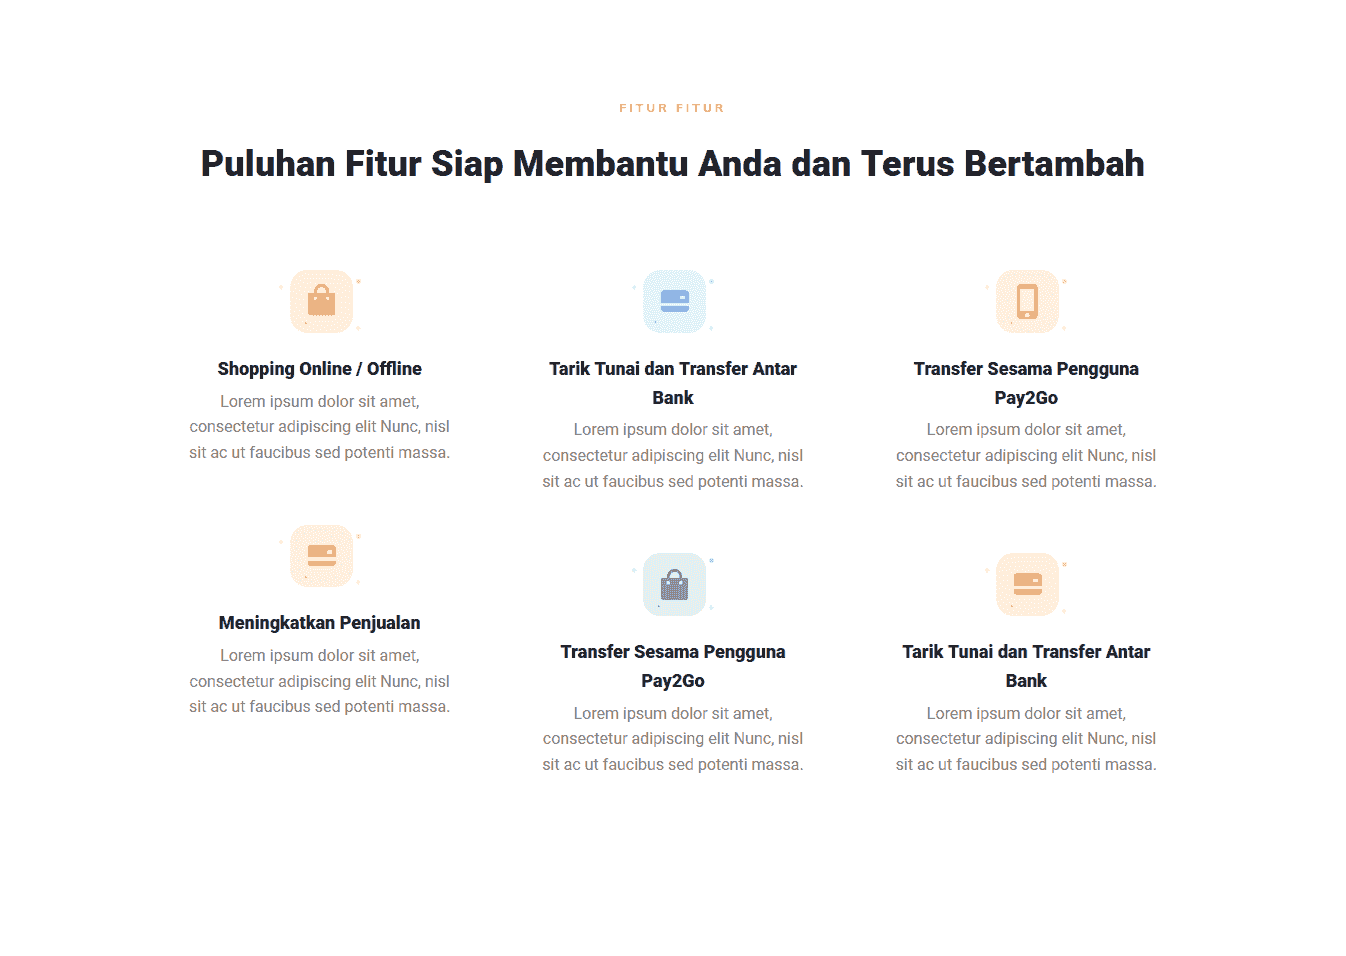 FITUR FITUR
Puluhan Fitur Siap Membantu Anda dan Terus Bertambah
Shopping Online / Offline
Lorem ipsum dolor sit amet,
consectetur adipiscing elit Nunc, nisl
sit ac ut faucibus sed potenti massa.
Tarik Tunai dan Transfer Antar
Bank
Lorem ipsum dolor sit amet,
consectetur adipiscing elit Nunc, nisl
sit ac ut faucibus sed potenti massa.
Transfer Sesama Pengguna
Pay2Go
Lorem ipsum dolor sit amet,
consectetur adipiscing elit Nunc, nisl
sit ac ut faucibus sed potenti massa.
Meningkatkan Penjualan
Lorem ipsum dolor sit amet,
consectetur adipiscing elit Nunc, nisl
sit ac ut faucibus sed potenti massa.
Transfer Sesama Pengguna
Pay2Go
Lorem ipsum dolor sit amet,
consectetur adipiscing elit Nunc, nisl
sit ac ut faucibus sed potenti massa.
Tarik Tunai dan Transfer Antar
Bank
Lorem ipsum dolor sit amet,
consectetur adipiscing elit Nunc, nisl
sit ac ut faucibus sed potenti massa.